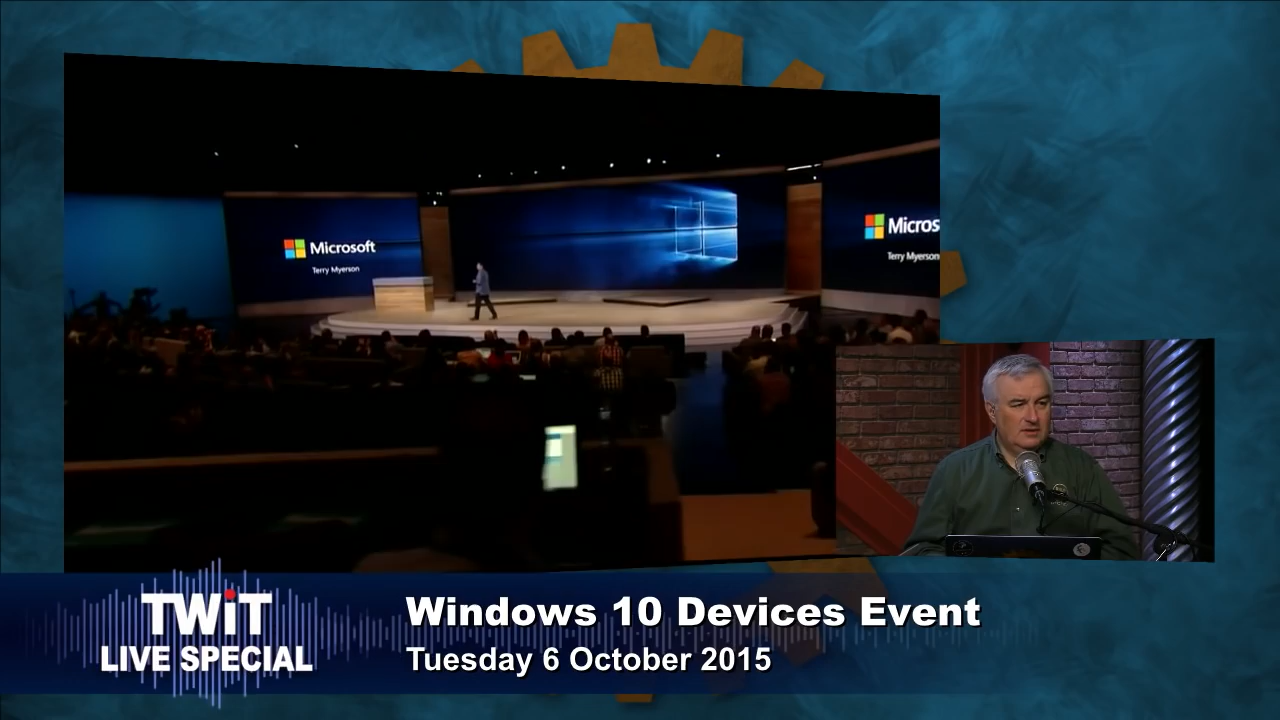 Microsoft
Terry Myerson
Micros
Terry Myerson
TWiT
LIVE SPECIAL
Windows 10 Devices Event
Tuesday 6 October 2015